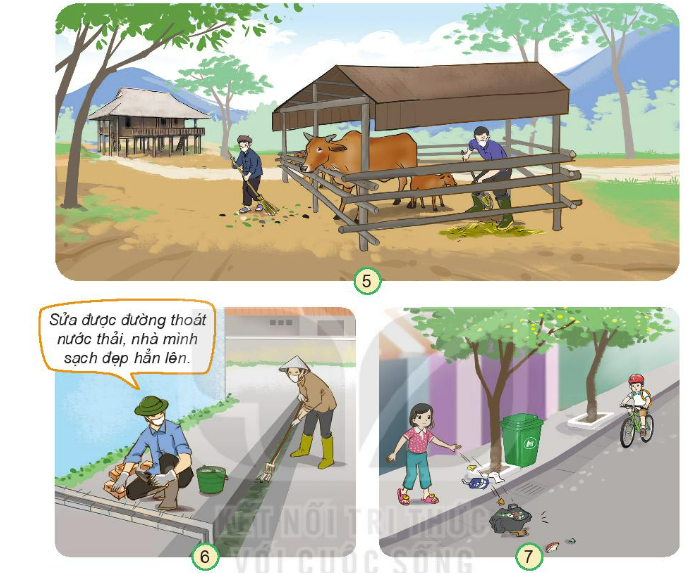 5
Sửa được đường thoát
nước thải, nhà mình
sạch đẹp hẳn lên.
KẾT NỐI TRI THỨC
VỚI CUỘC SỐNG
6
7